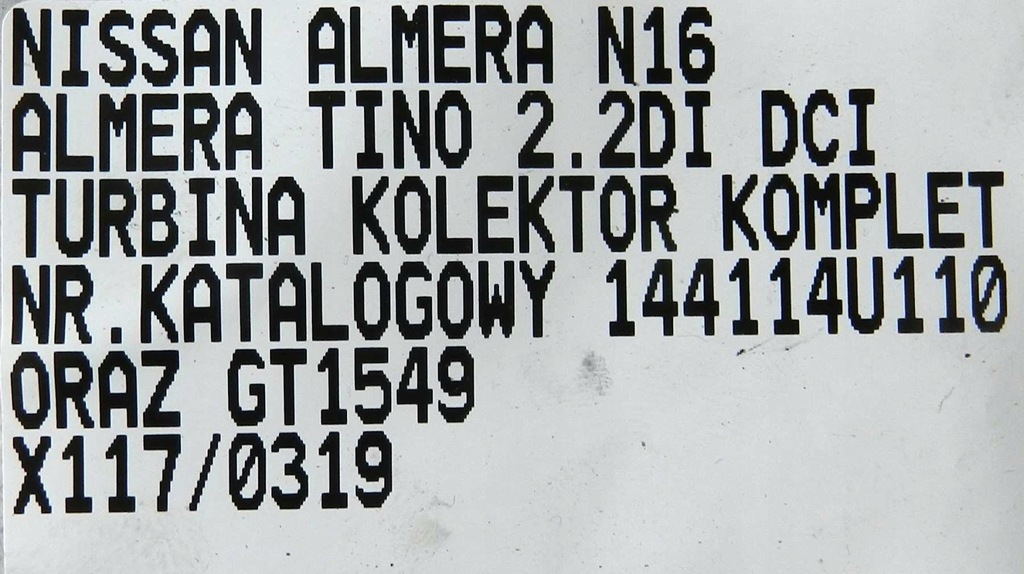 NISSAN ALMERA N16
ALMERA TINO 2.2DI DCI
TURBINA KOLEKTOR KOMPLET
NR.KATALOGOWY 144114U110
ORAZ GT1549
X117/0319